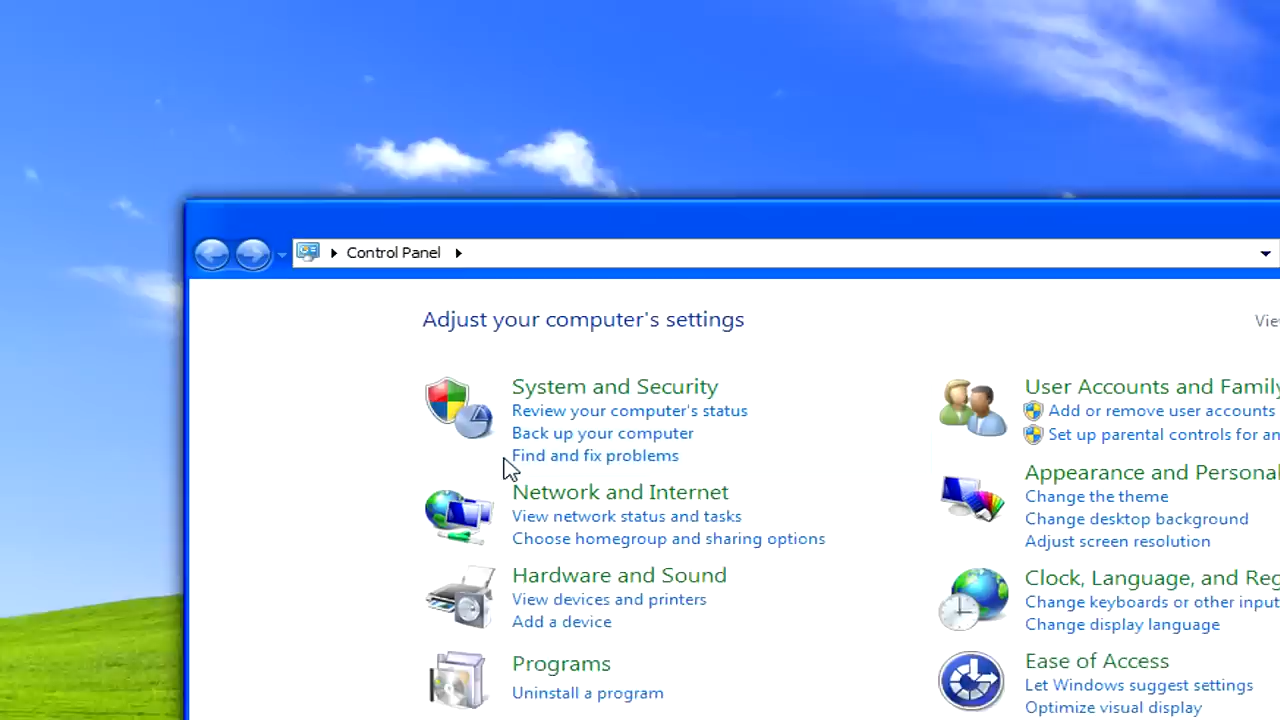 Control Panel
Adjust your computer's settings
System and Security
Review your computer's status
Back up your computer
Find and fix problems
Network and Internet
View network status and tasks
Choose homegroup and sharing options
Hardware and Sound
View devices and printers
Add a device
Programs
Uninstall a program
Vie
User Accounts and Family
Add or remove user accounts
Set up parental controls for an
Appearance and Personal
Change the theme
Change desktop background
Adjust screen resolution
Clock, Language, and Reg
Change keyboards or other input
Change display language
Ease of Access
Let Windows suggest settings
Optimize visual display